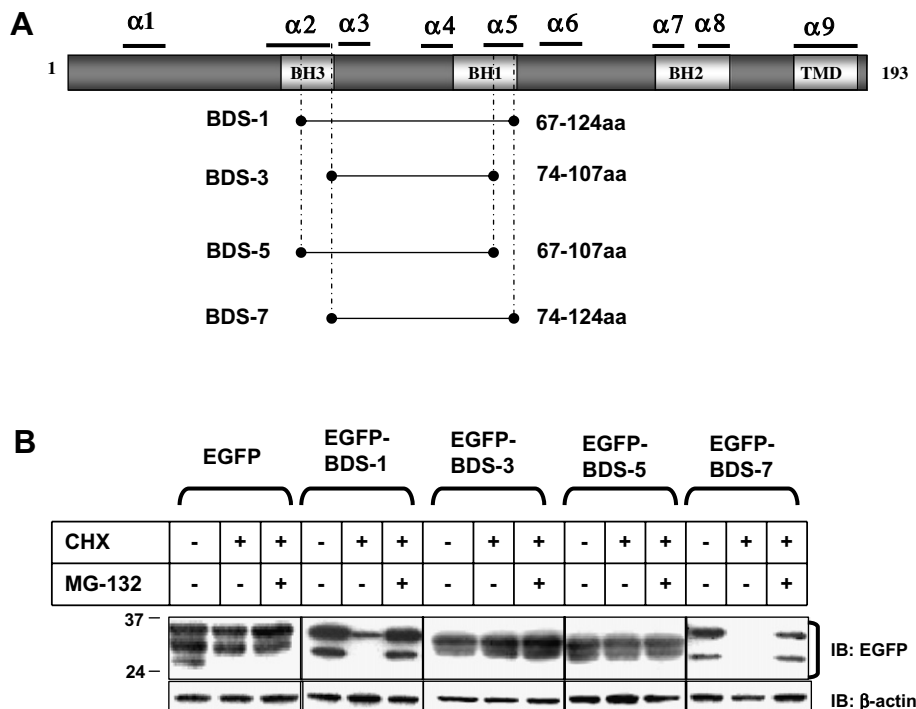 A
α1 α2 α3 α4 α5 α6 α7 α8 α9
1 BH3 BH1 BH2 TMD 193
BDS-1 67-124aa
BDS-3 74-107aa
BDS-5 67-107aa
BDS-7 74-124aa
B
EGFP EGFP-BDS-1 EGFP-BDS-3 EGFP-BDS-5 EGFP-BDS-7
CHX - + + - + + - + + - + + - + +
MG-132 - - + - - + - - + - - + - - +
37
24
IB: EGFP
IB: β-actin